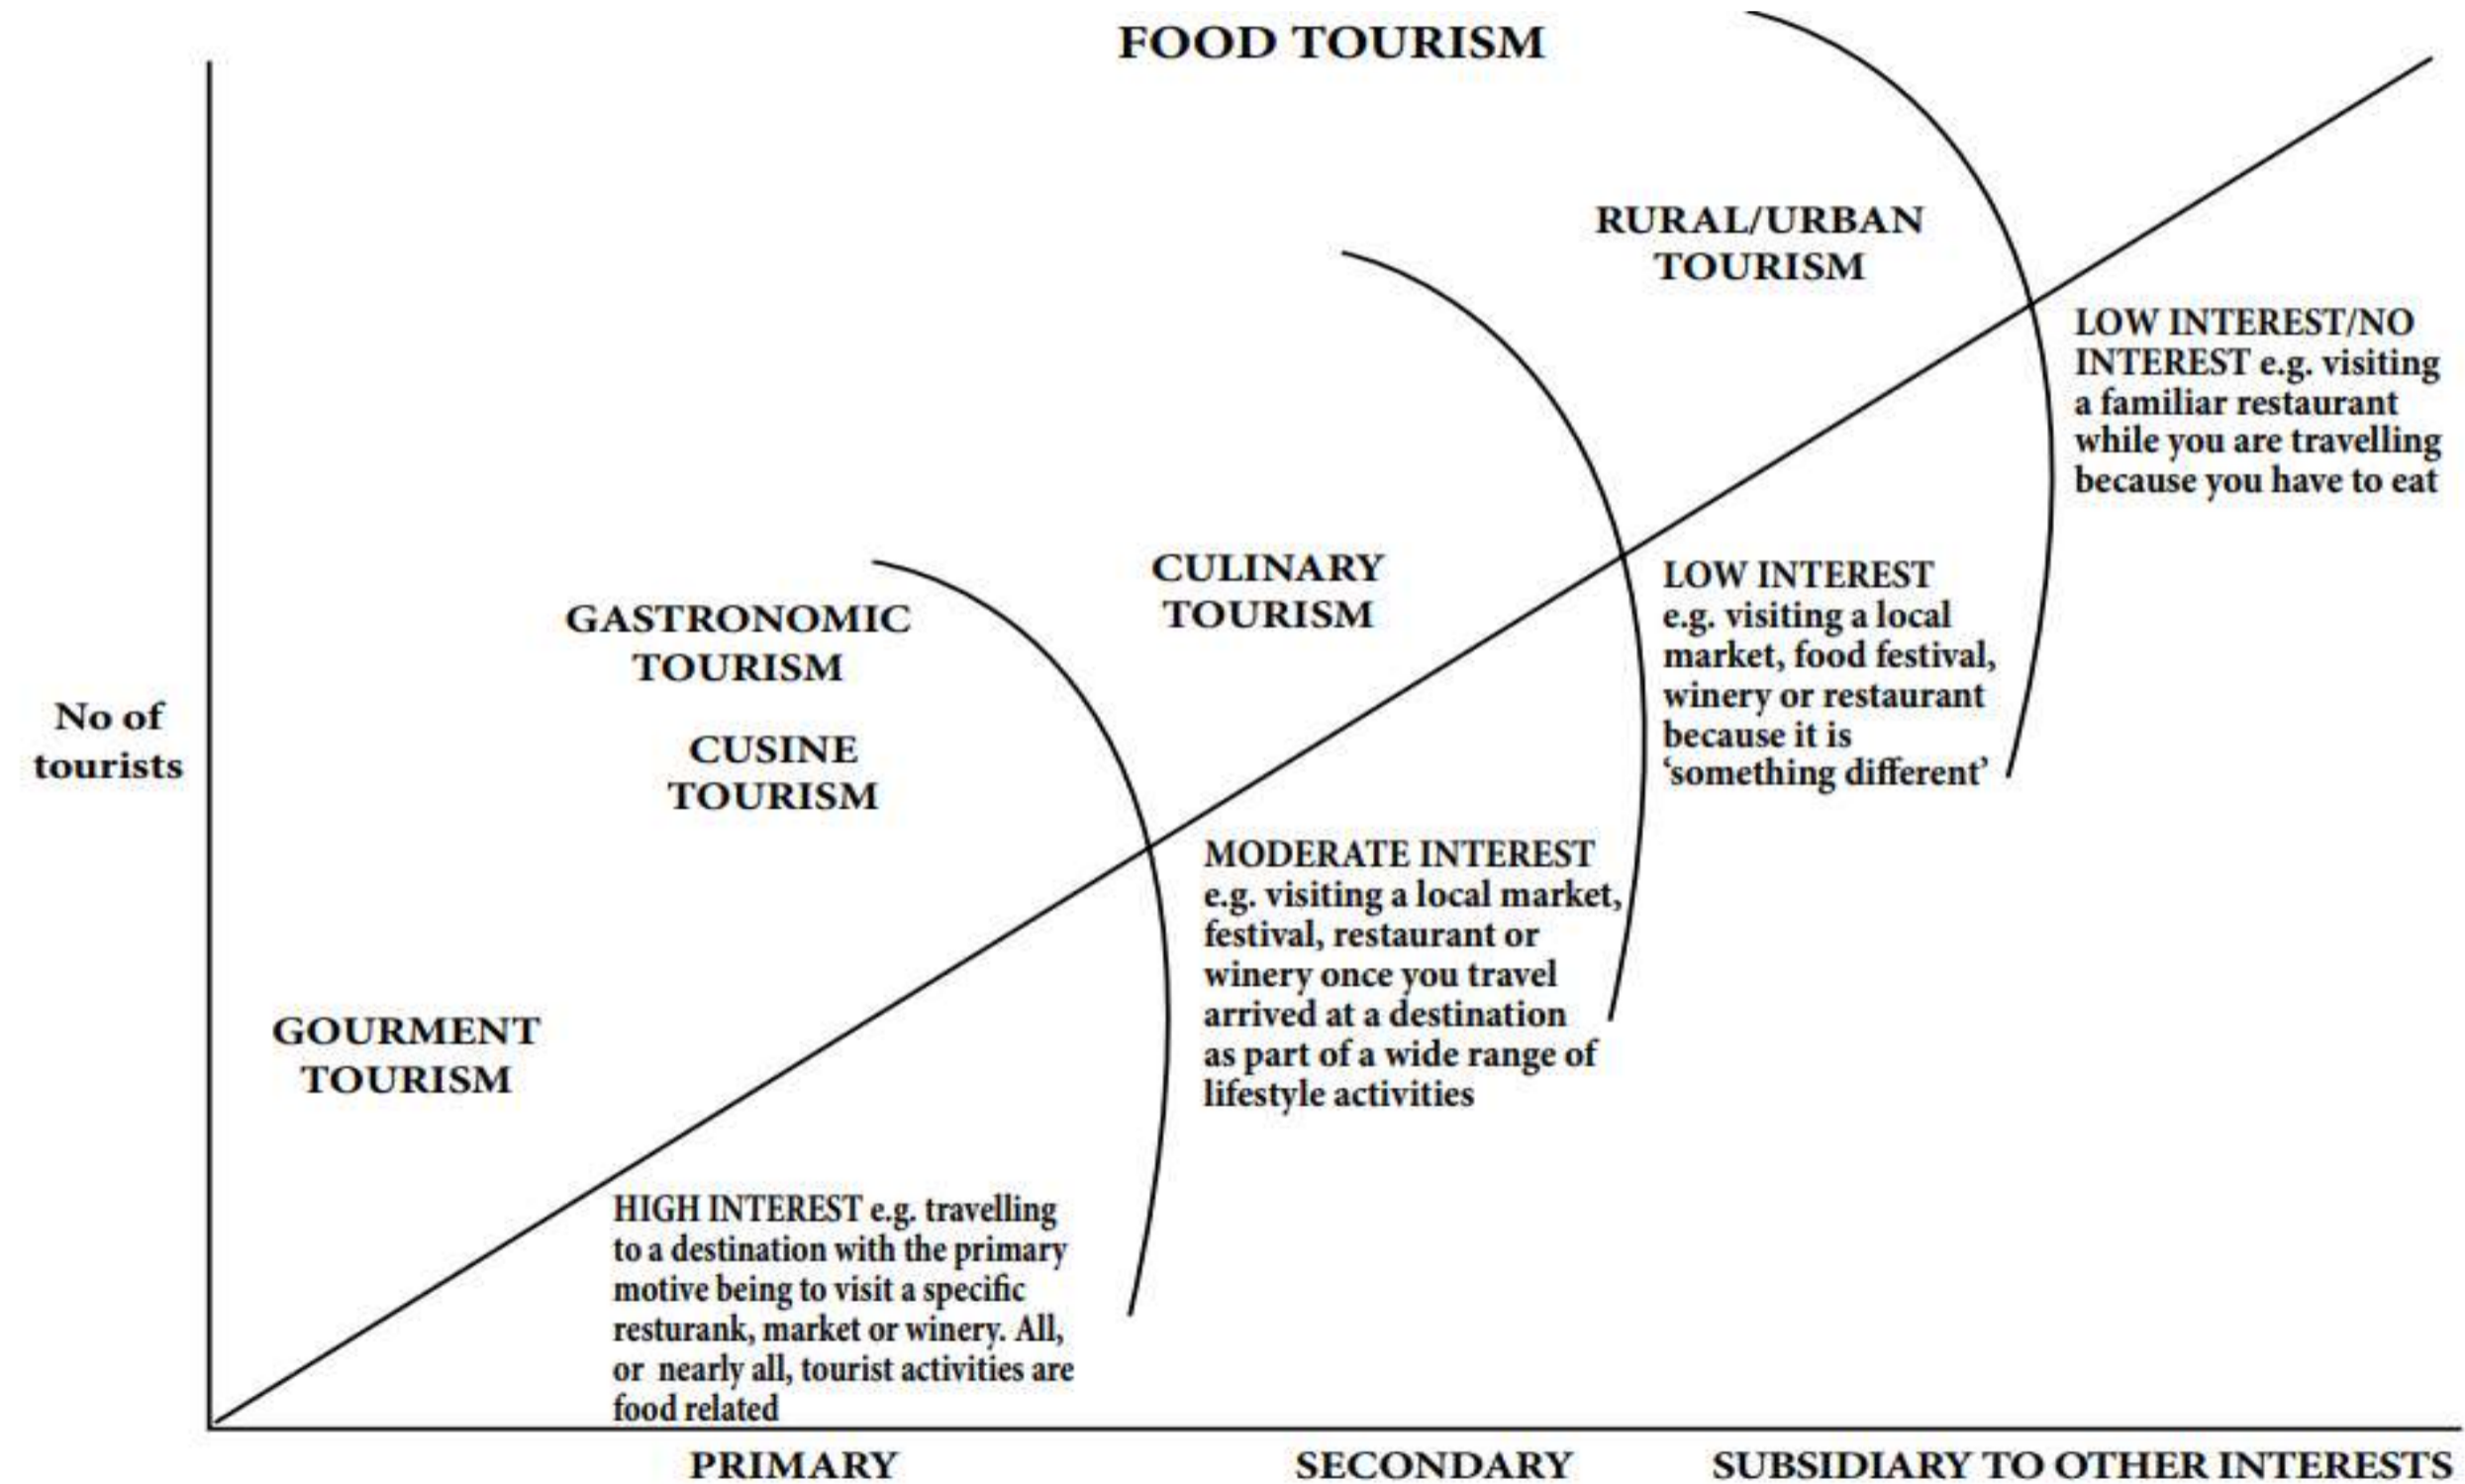 FOOD TOURISM
RURAL/URBAN
TOURISM
LOW INTEREST/NO
INTEREST e.g. visiting
a familiar restaurant
while you are travelling
because you have to eat
CULINARY
TOURISM
LOW INTEREST
e.g. visiting a local
market, food festival,
winery or restaurant
because it is
‘something different’
GASTRONOMIC
TOURISM
CUSINE
TOURISM
No of
tourists
MODERATE INTEREST
e.g. visiting a local market,
festival, restaurant or
winery once you travel
arrived at a destination
as part of a wide range of
lifestyle activities
GOURMENT
TOURISM
HIGH INTEREST e.g. travelling
to a destination with the primary
motive being to visit a specific
resturank, market or winery. All,
or nearly all, tourist activities are
food related
PRIMARY
SECONDARY
SUBSIDIARY TO OTHER INTERESTS